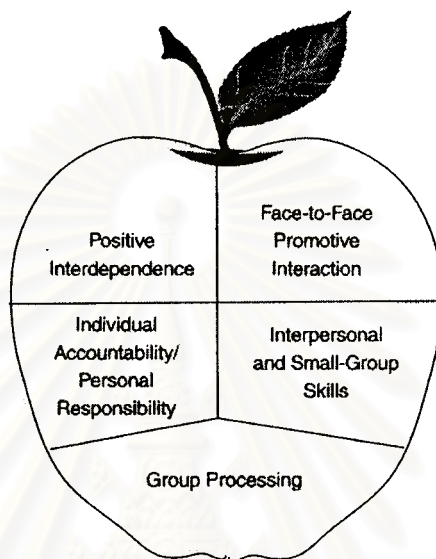 Positive
Interdependence
Face-to-Face
Promotive
Interaction
Individual
Accountability/
Personal
Responsibility
Interpersonal
and Small-Group
Skills
Group Processing